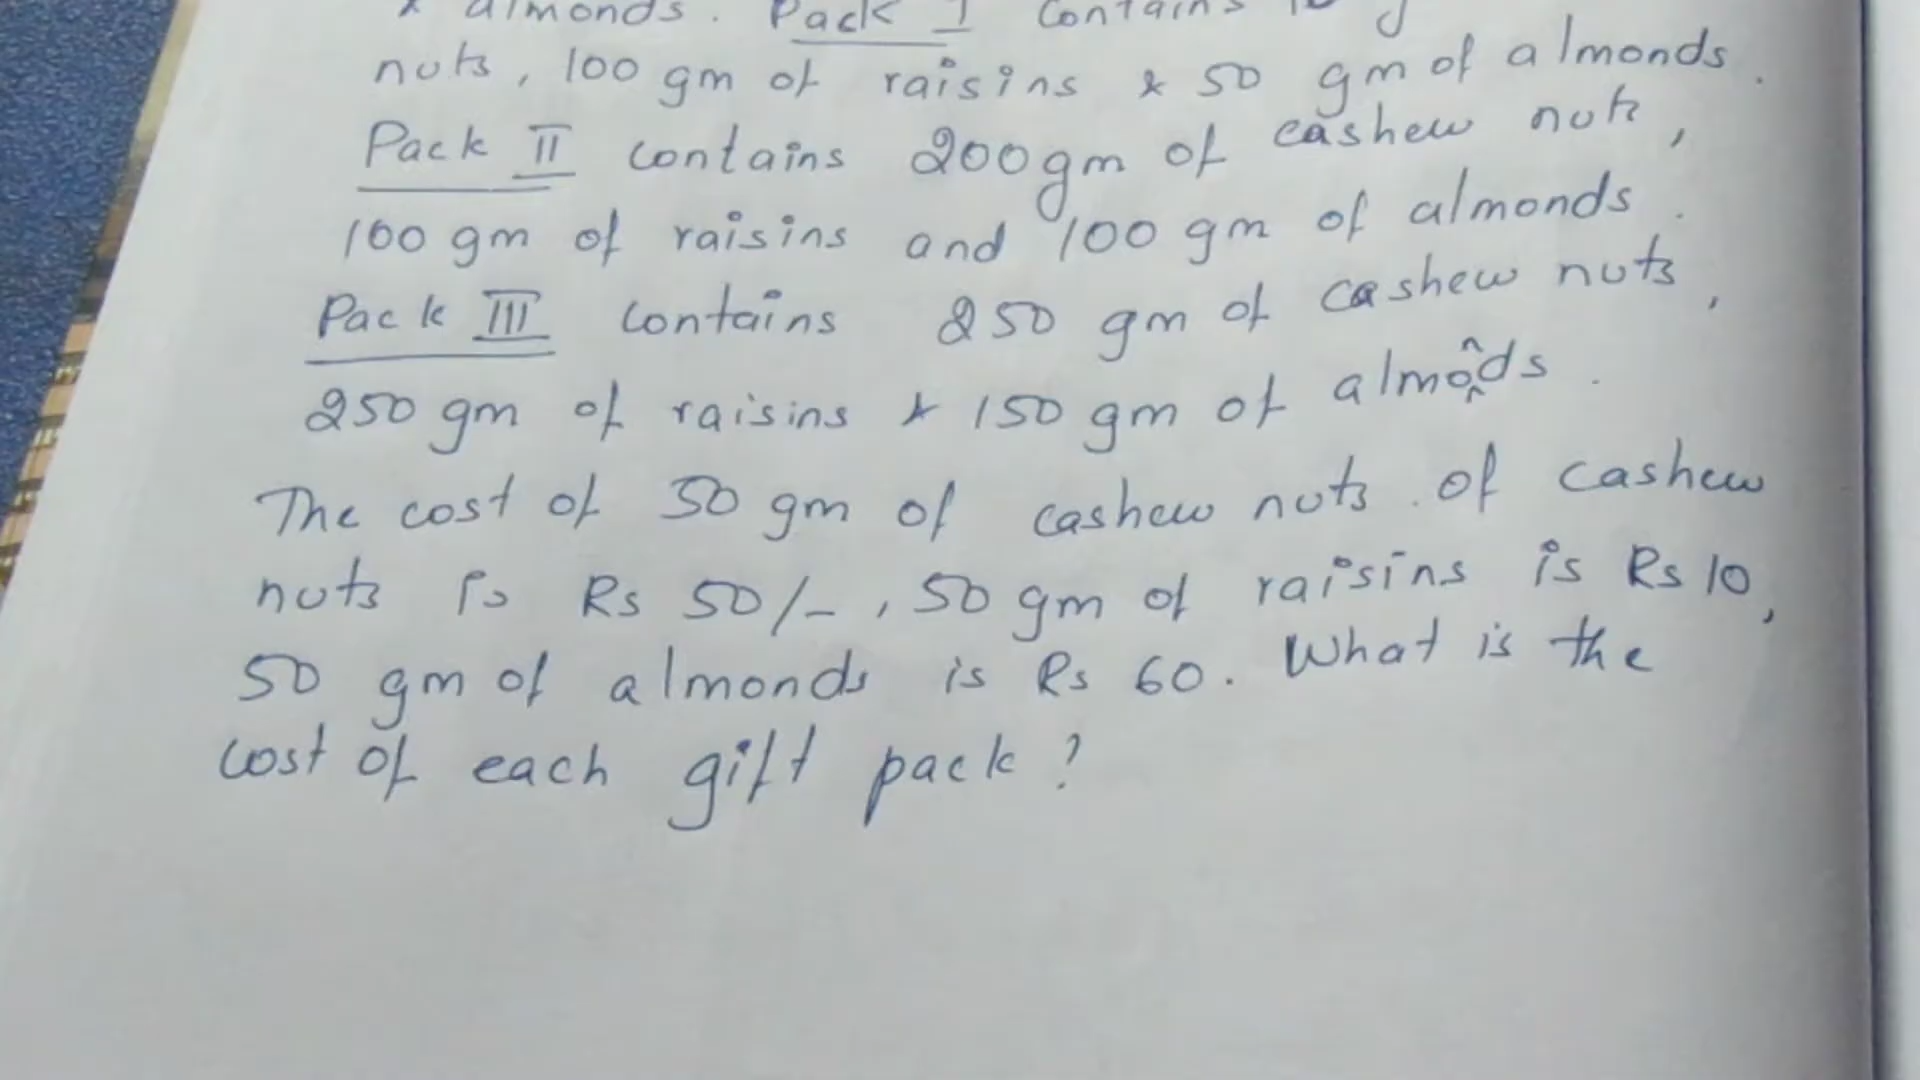 & almonds. Pack I contains
nuts, 100 gm of raisins & 50 gm of almonds.
Pack II contains 200gm of cashew nuts,
100 gm of raisins and 100 gm of almonds.
Pack III contains 250 gm of cashew nuts,
250 gm of raisins & 150 gm of almonds.
The cost of 50 gm of cashew nuts of cashew
nuts is Rs 50/-, 50 gm of raisins is Rs 10,
50 gm of almonds is Rs 60. What is the
cost of each gift pack?